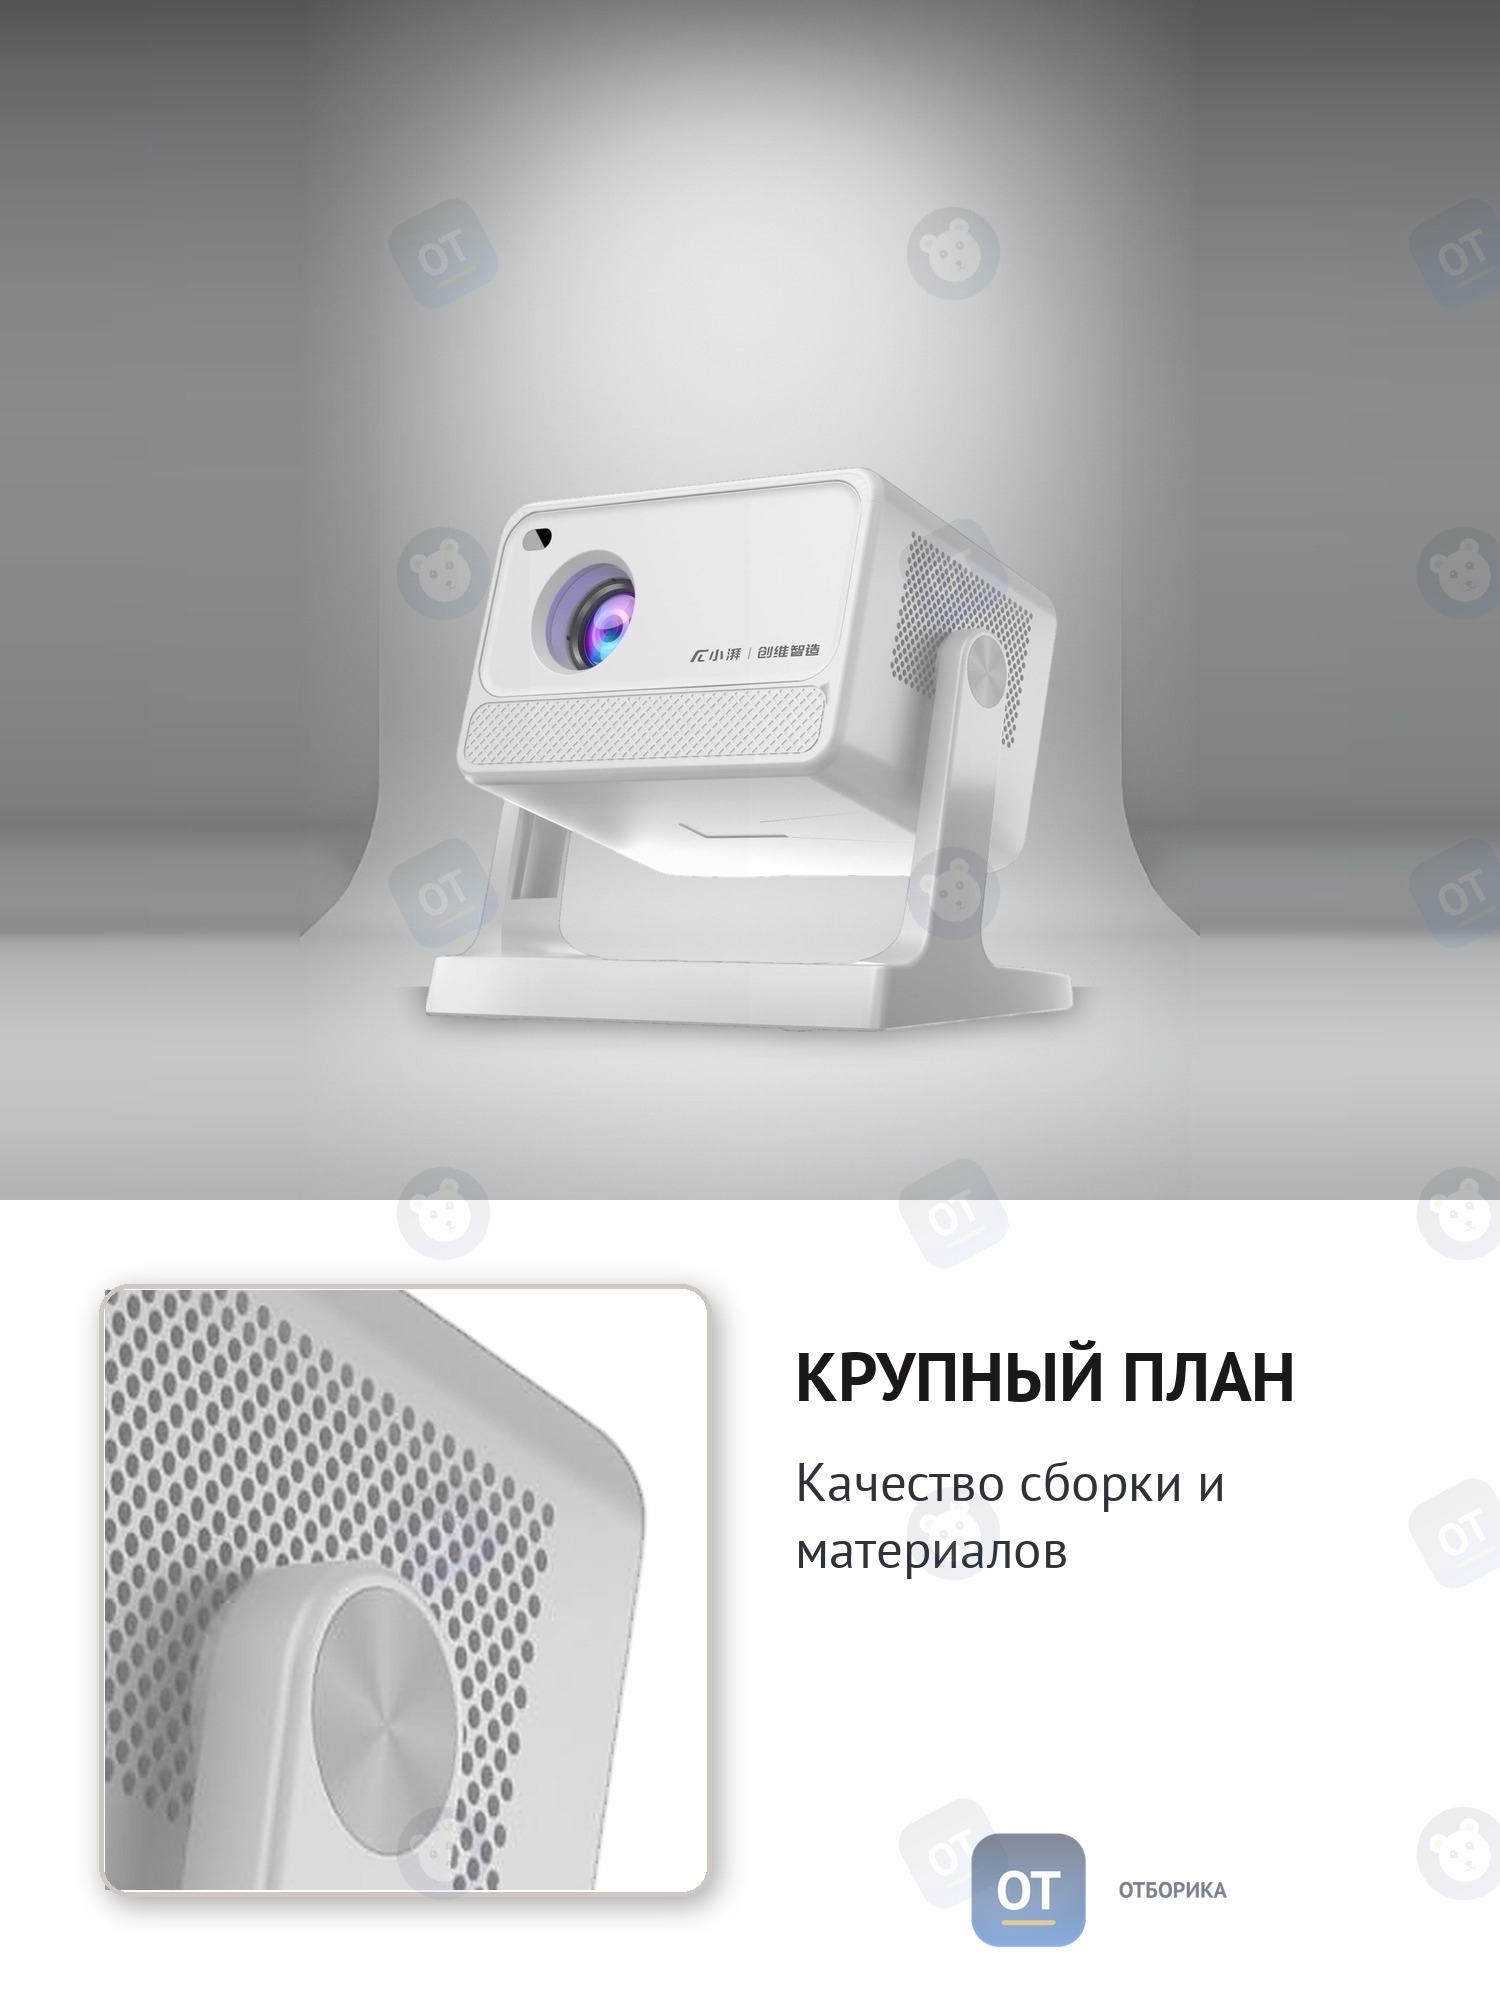 小湃 | 创维智造
КРУПНЫЙ ПЛАН
Качество сборки и
материалов
ОТ
ОТБОРИКА